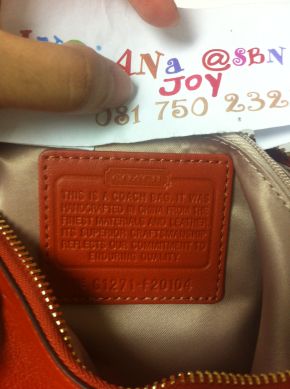 ANa @SBN
JOY
081 750 232
COACH
THIS IS A COACH BAG. IT WAS
HANDCRAFTED IN CHINA FROM THE
FINEST MATERIALS AND LEATHER.
ITS SUPERIOR CRAFTSMANSHIP
REFLECTS OUR COMMITMENT TO
ENDURING QUALITY.
G1271-F20104